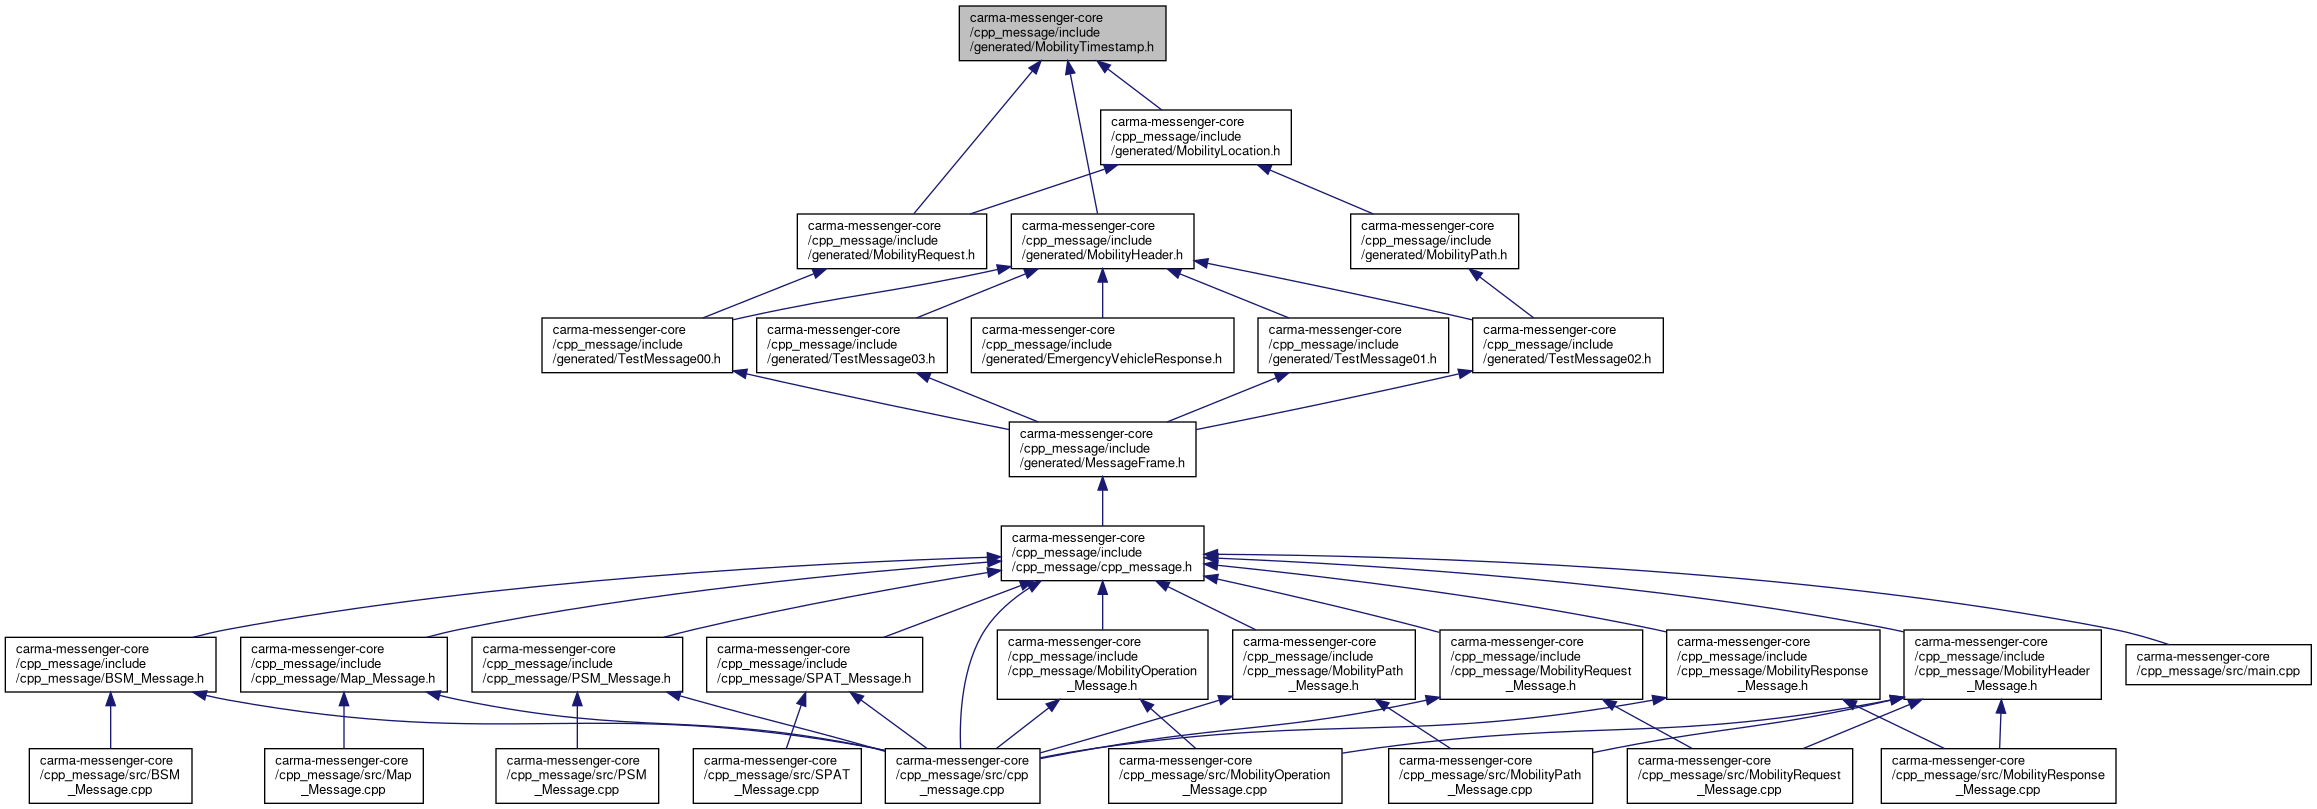 carma-messenger-core
/cpp_message/include
/generated/MobilityTimestamp.h
carma-messenger-core
/cpp_message/include
/generated/MobilityLocation.h
carma-messenger-core
/cpp_message/include
/generated/MobilityRequest.h
carma-messenger-core
/cpp_message/include
/generated/MobilityHeader.h
carma-messenger-core
/cpp_message/include
/generated/MobilityPath.h
carma-messenger-core
/cpp_message/include
/generated/TestMessage00.h
carma-messenger-core
/cpp_message/include
/generated/TestMessage03.h
carma-messenger-core
/cpp_message/include
/generated/EmergencyVehicleResponse.h
carma-messenger-core
/cpp_message/include
/generated/TestMessage01.h
carma-messenger-core
/cpp_message/include
/generated/TestMessage02.h
carma-messenger-core
/cpp_message/include
/generated/MessageFrame.h
carma-messenger-core
/cpp_message/include
/cpp_message/cpp_message.h
carma-messenger-core
/cpp_message/include
/cpp_message/BSM_Message.h
carma-messenger-core
/cpp_message/include
/cpp_message/Map_Message.h
carma-messenger-core
/cpp_message/include
/cpp_message/PSM_Message.h
carma-messenger-core
/cpp_message/include
/cpp_message/SPAT_Message.h
carma-messenger-core
/cpp_message/include
/cpp_message/MobilityOperation
_Message.h
carma-messenger-core
/cpp_message/include
/cpp_message/MobilityPath
_Message.h
carma-messenger-core
/cpp_message/include
/cpp_message/MobilityRequest
_Message.h
carma-messenger-core
/cpp_message/include
/cpp_message/MobilityResponse
_Message.h
carma-messenger-core
/cpp_message/include
/cpp_message/MobilityHeader
_Message.h
carma-messenger-core
/cpp_message/src/main.cpp
carma-messenger-core
/cpp_message/src/BSM
_Message.cpp
carma-messenger-core
/cpp_message/src/Map
_Message.cpp
carma-messenger-core
/cpp_message/src/PSM
_Message.cpp
carma-messenger-core
/cpp_message/src/SPAT
_Message.cpp
carma-messenger-core
/cpp_message/src/cpp
_message.cpp
carma-messenger-core
/cpp_message/src/MobilityOperation
_Message.cpp
carma-messenger-core
/cpp_message/src/MobilityPath
_Message.cpp
carma-messenger-core
/cpp_message/src/MobilityRequest
_Message.cpp
carma-messenger-core
/cpp_message/src/MobilityResponse
_Message.cpp